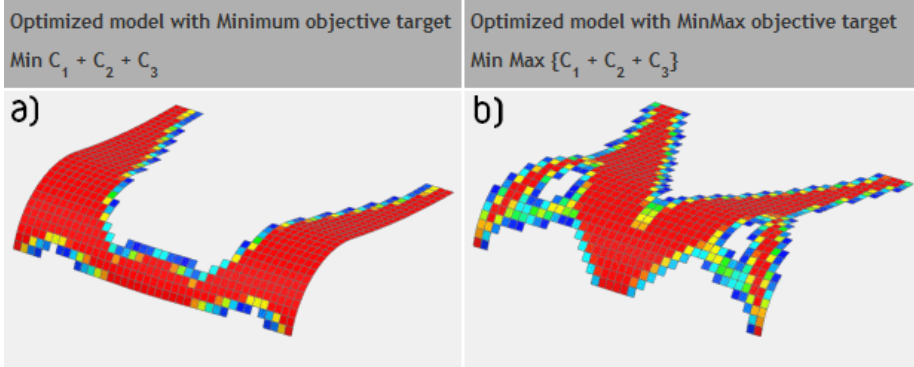 Optimized model with Minimum objective target
Min C₁ + C₂ + C₃
Optimized model with MinMax objective target
Min Max {C₁ + C₂ + C₃}
a)
b)